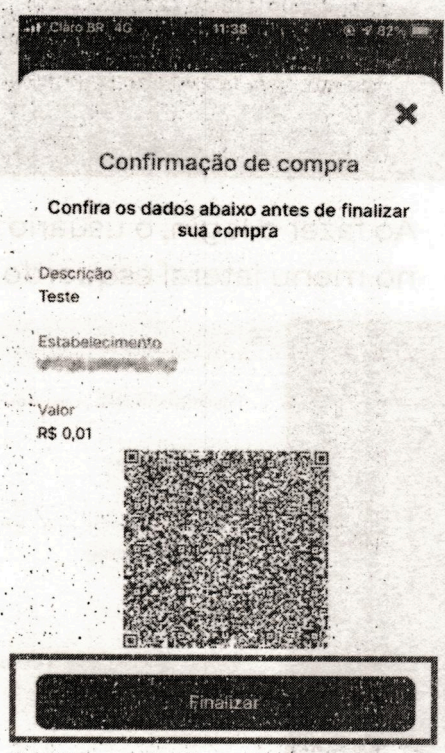 Claro BR 4G 11:38 82%
Confirmação de compra
Confira os dados abaixo antes de finalizar
sua compra
Descrição
Teste
Estabelecimento
Valor
R$ 0,01
Finalizar